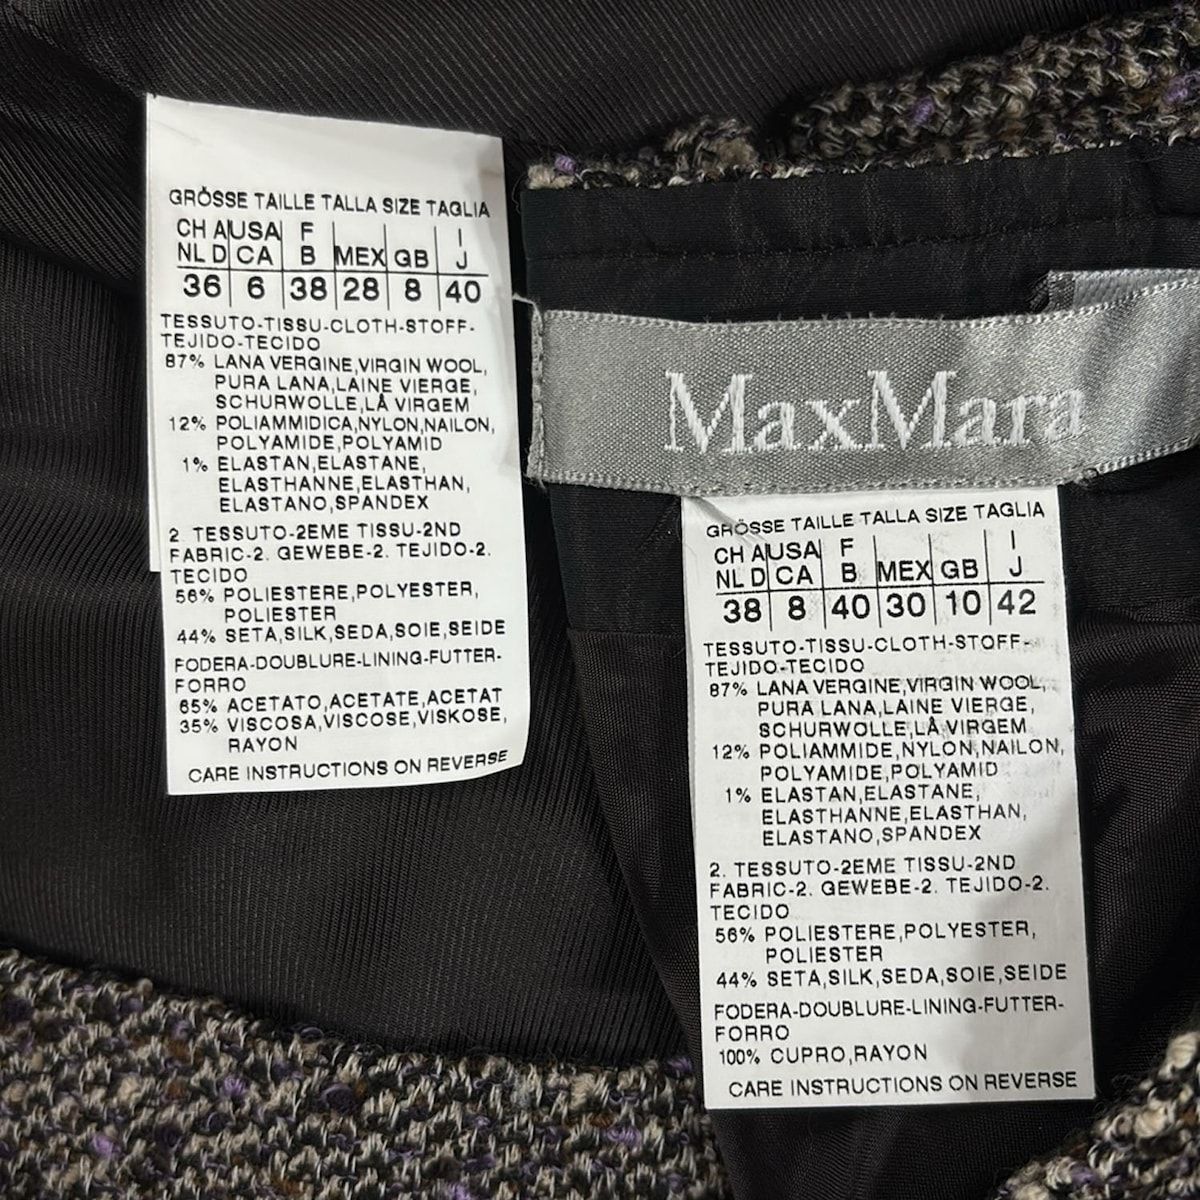 GRÖSSE TAILLE TALLA SIZE TAGLIA
CH A USA F I
NL D CA B MEX GB J
36 6 38 28 8 40
TESSUTO-TISSU-CLOTH-STOFF-
TEJIDO-TECIDO
87% LANA VERGINE,VIRGIN WOOL,
PURA LANA,LAINE VIERGE,
SCHURWOLLE,LÃ VIRGEM
12% POLIAMMIDICA,NYLON,NAILON,
POLYAMIDE,POLYAMID
1% ELASTAN,ELASTANE,
ELASTHANNE,ELASTHAN,
ELASTANO,SPANDEX
2. TESSUTO-2EME TISSU-2ND
FABRIC-2. GEWEBE-2. TEJIDO-2.
TECIDO
56% POLIESTERE,POLYESTER,
POLIESTER
44% SETA,SILK,SEDA,SOIE,SEIDE
FODERA-DOUBLURE-LINING-FUTTER-
FORRO
65% ACETATO,ACETATE,ACETAT
35% VISCOSA,VISCOSE,VISKOSE,
RAYON
CARE INSTRUCTIONS ON REVERSE
MaxMara
GRÖSSE TAILLE TALLA SIZE TAGLIA
CH A USA F I
NL D CA B MEX GB J
38 8 40 30 10 42
TESSUTO-TISSU-CLOTH-STOFF-
TEJIDO-TECIDO
87% LANA VERGINE,VIRGIN WOOL,
PURA LANA,LAINE VIERGE,
SCHURWOLLE,LÃ VIRGEM
12% POLIAMMIDE,NYLON,NAILON,
POLYAMIDE,POLYAMID
1% ELASTAN,ELASTANE,
ELASTHANNE,ELASTHAN,
ELASTANO,SPANDEX
2. TESSUTO-2EME TISSU-2ND
FABRIC-2. GEWEBE-2. TEJIDO-2.
TECIDO
56% POLIESTERE,POLYESTER,
POLIESTER
44% SETA,SILK,SEDA,SOIE,SEIDE
FODERA-DOUBLURE-LINING-FUTTER-
FORRO
100% CUPRO,RAYON
CARE INSTRUCTIONS ON REVERSE